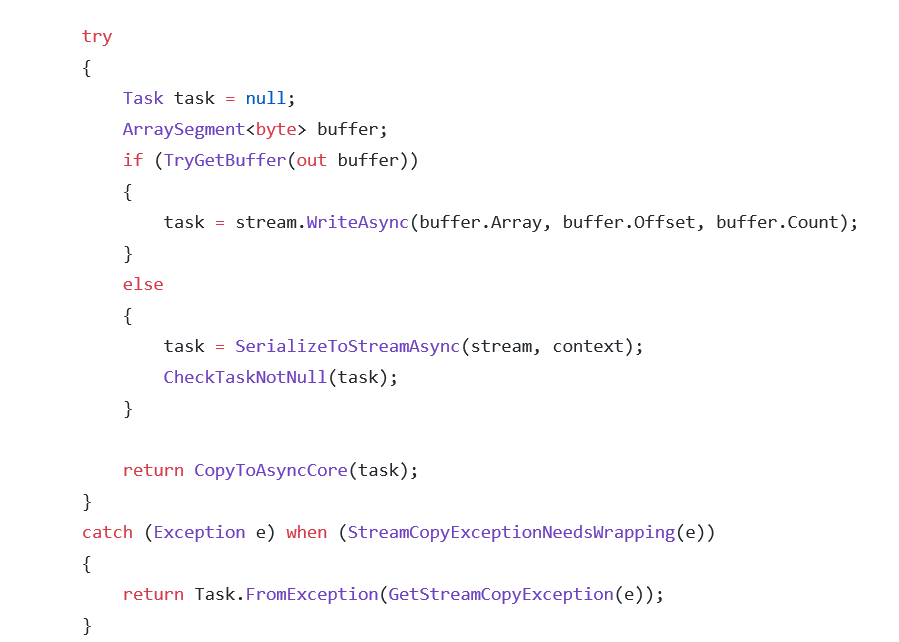 try
{
    Task task = null;
    ArraySegment<byte> buffer;
    if (TryGetBuffer(out buffer))
    {
        task = stream.WriteAsync(buffer.Array, buffer.Offset, buffer.Count);
    }
    else
    {
        task = SerializeToStreamAsync(stream, context);
        CheckTaskNotNull(task);
    }

    return CopyToAsyncCore(task);
}
catch (Exception e) when (StreamCopyExceptionNeedsWrapping(e))
{
    return Task.FromException(GetStreamCopyException(e));
}